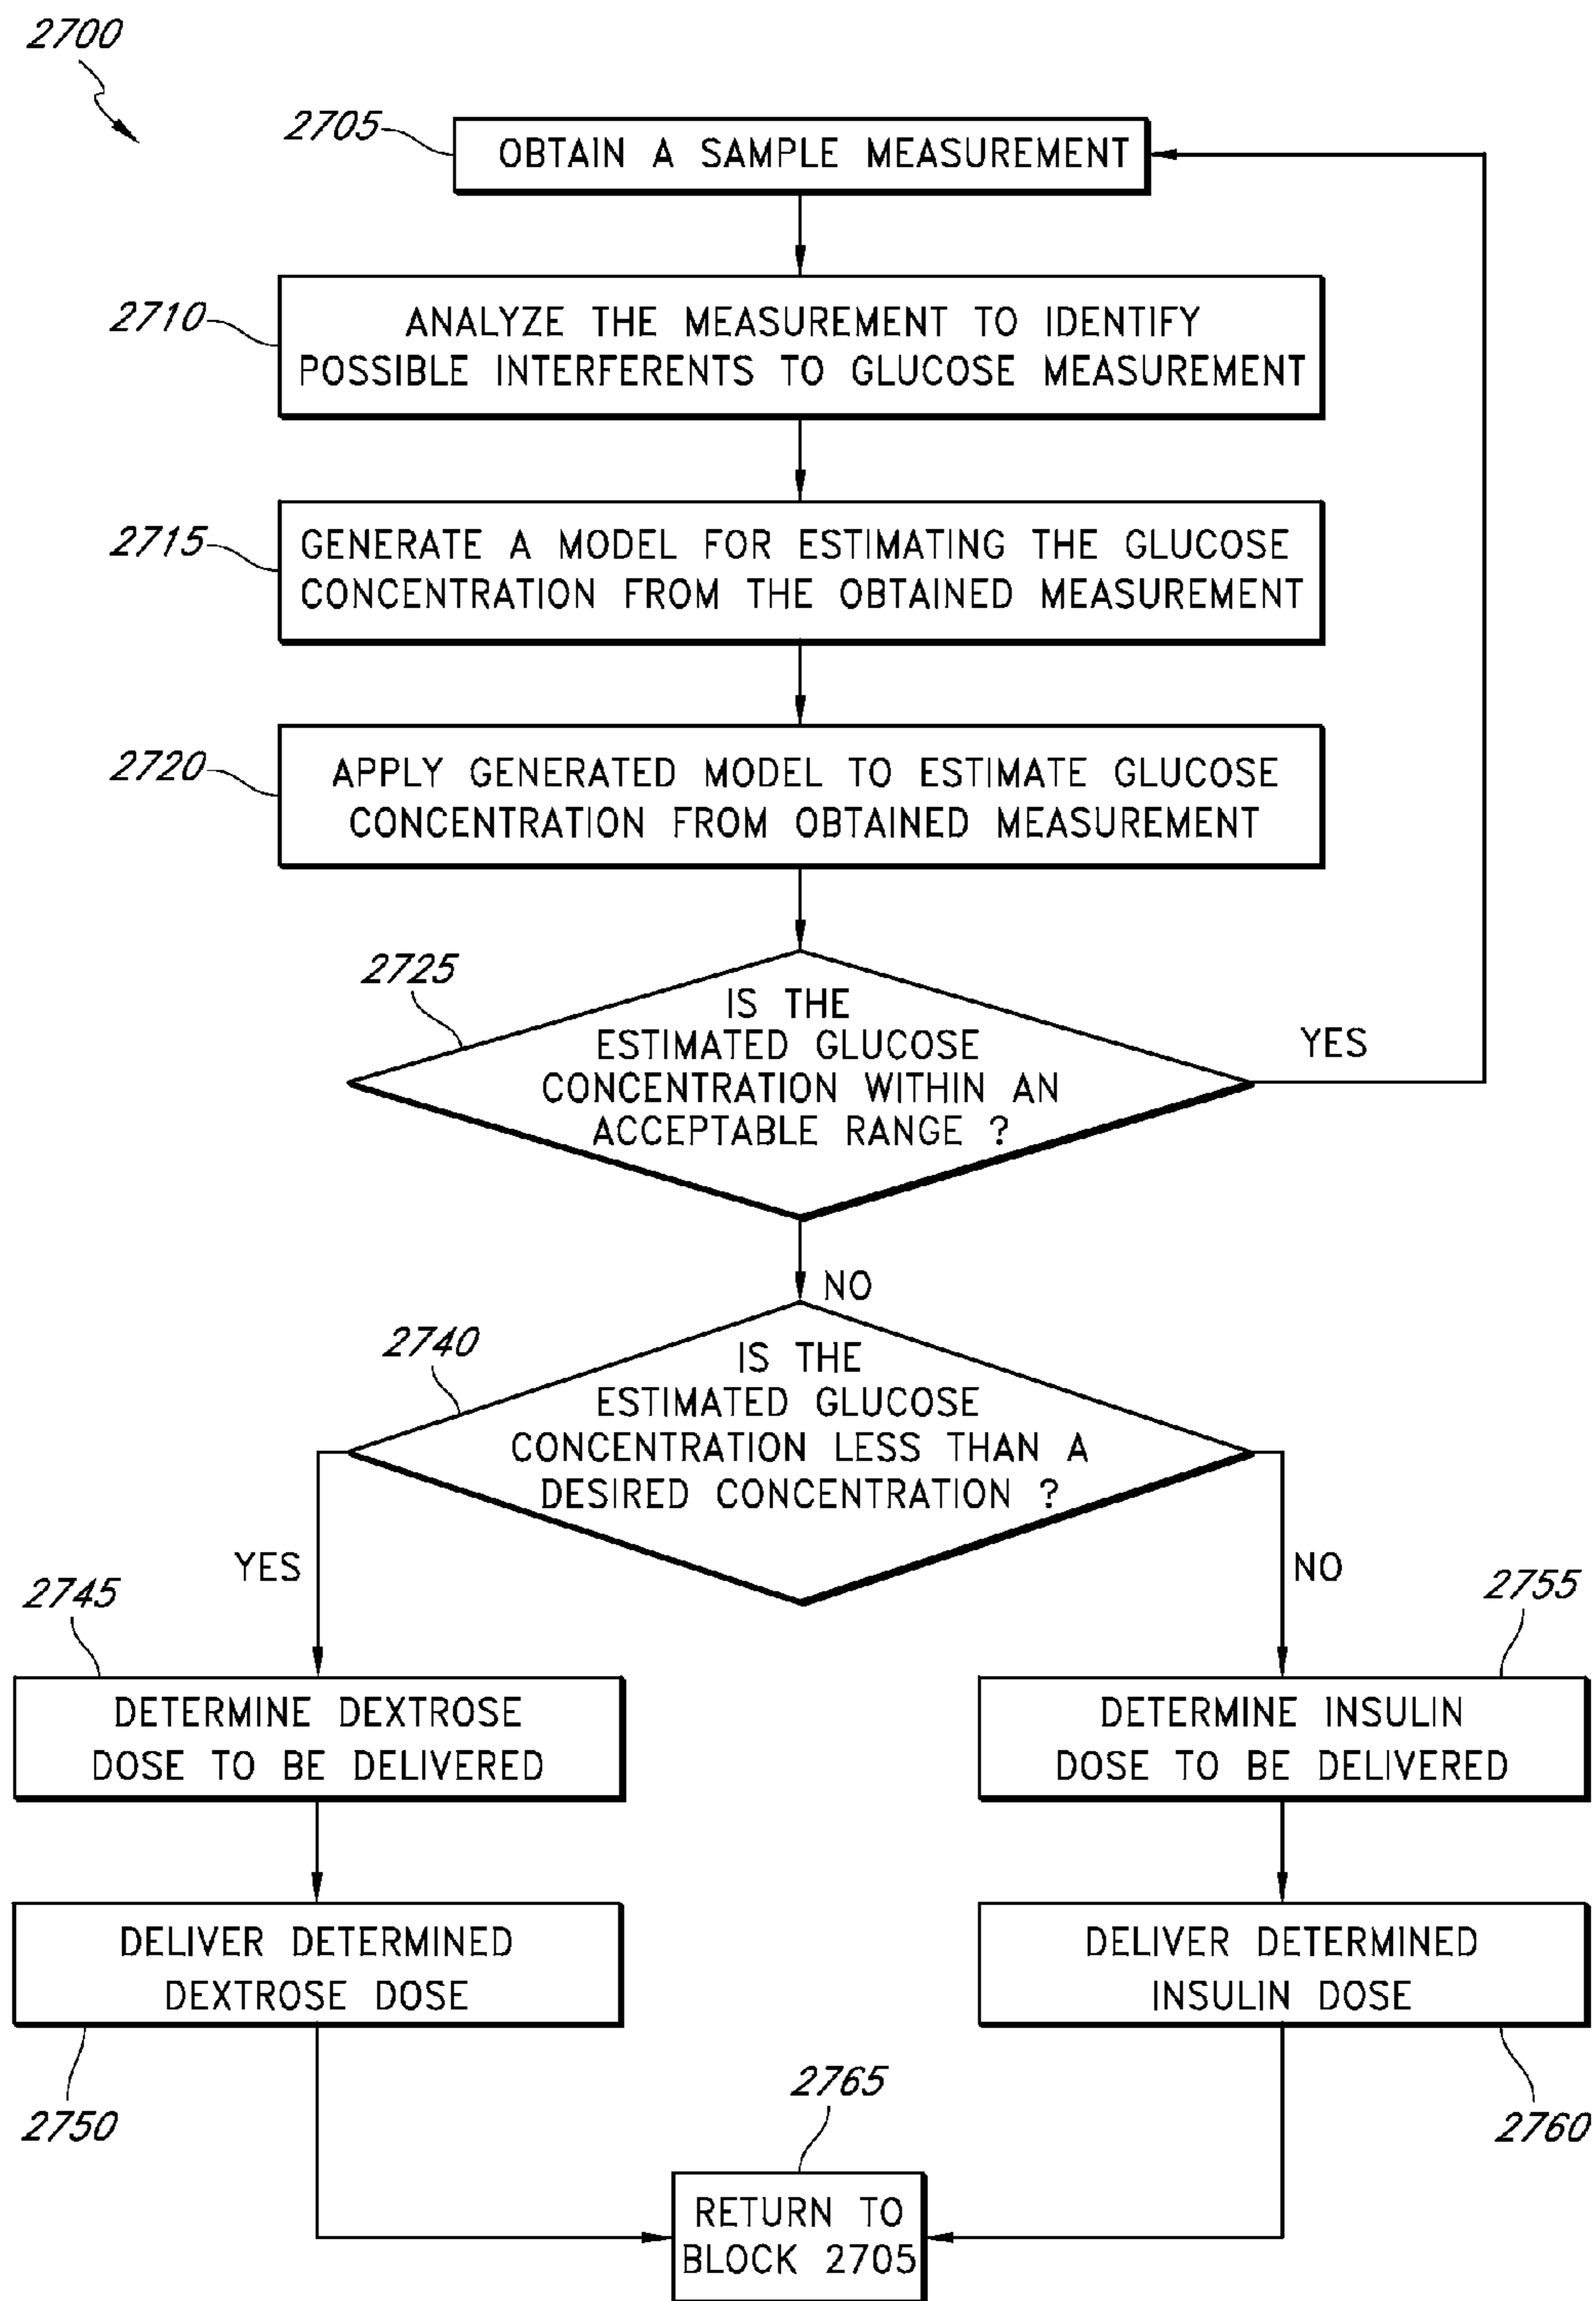 2700
2705
OBTAIN A SAMPLE MEASUREMENT
2710
ANALYZE THE MEASUREMENT TO IDENTIFY
POSSIBLE INTERFERENTS TO GLUCOSE MEASUREMENT
2715
GENERATE A MODEL FOR ESTIMATING THE GLUCOSE
CONCENTRATION FROM THE OBTAINED MEASUREMENT
2720
APPLY GENERATED MODEL TO ESTIMATE GLUCOSE
CONCENTRATION FROM OBTAINED MEASUREMENT
2725
IS THE
ESTIMATED GLUCOSE
CONCENTRATION WITHIN AN
ACCEPTABLE RANGE ?
YES
NO
2740
IS THE
ESTIMATED GLUCOSE
CONCENTRATION LESS THAN A
DESIRED CONCENTRATION ?
YES
NO
2745
DETERMINE DEXTROSE
DOSE TO BE DELIVERED
2755
DETERMINE INSULIN
DOSE TO BE DELIVERED
DELIVER DETERMINED
DEXTROSE DOSE
2750
DELIVER DETERMINED
INSULIN DOSE
2760
2765
RETURN TO
BLOCK 2705